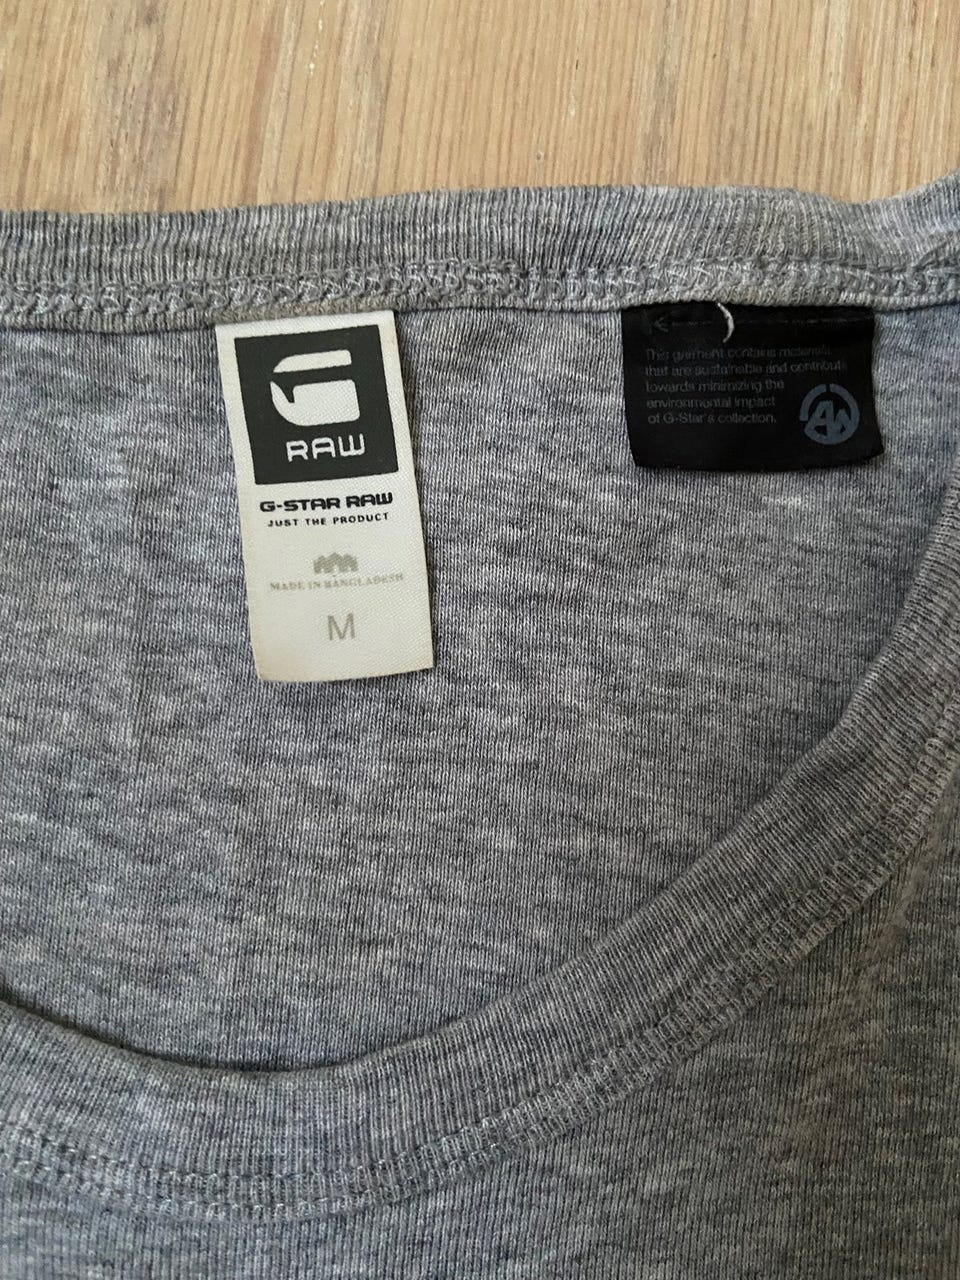 G
RAW
G-STAR RAW
JUST THE PRODUCT
MADE IN BANGLADESH
M
This garment contains materials
that are sustainable and contribute
towards minimizing the
environmental impact
of G-Star's collection.
RAW